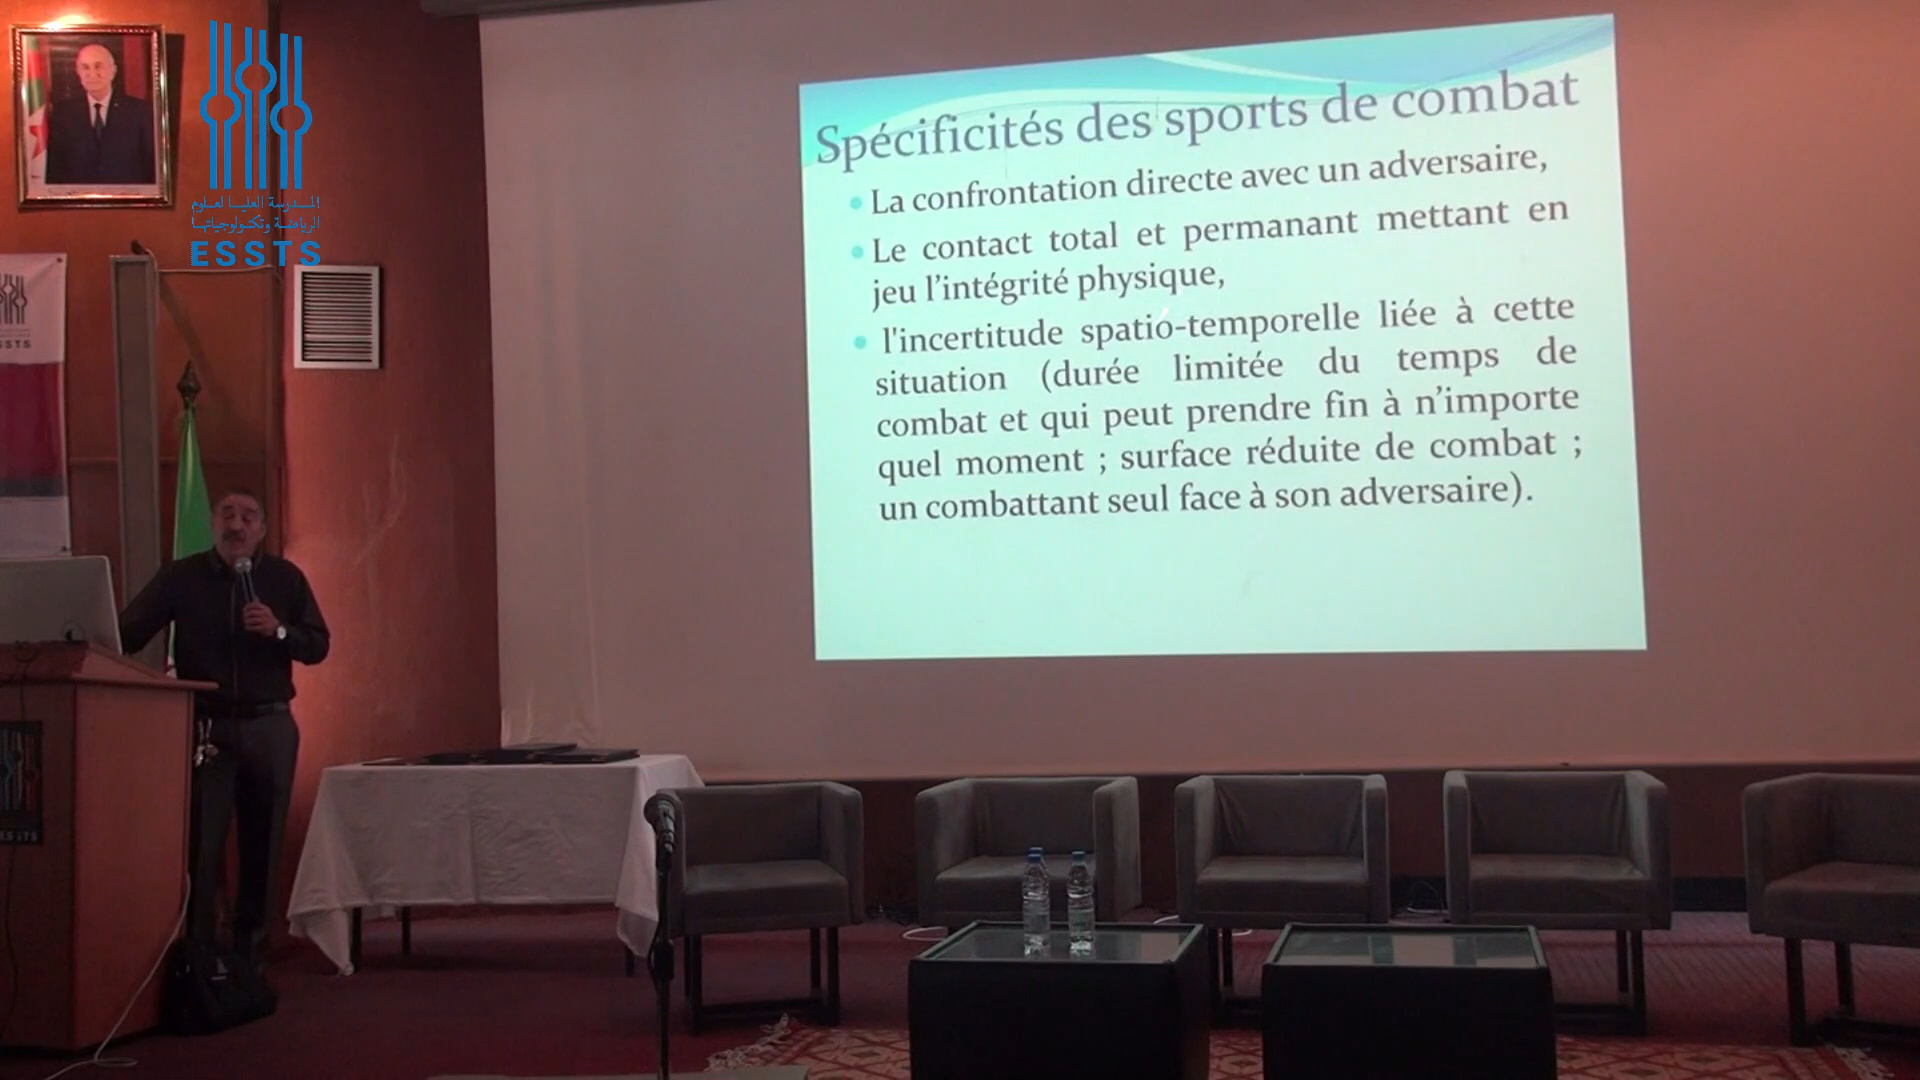 المدرسة العليا لعلوم
الرياضة وتكنولوجياتها
ESSTS
Spécificités des sports de combat
La confrontation directe avec un adversaire,
Le contact total et permanant mettant en
jeu l’intégrité physique,
l'incertitude spatio-temporelle liée à cette
situation (durée limitée du temps de
combat et qui peut prendre fin à n’importe
quel moment ; surface réduite de combat ;
un combattant seul face à son adversaire).
ESSTS